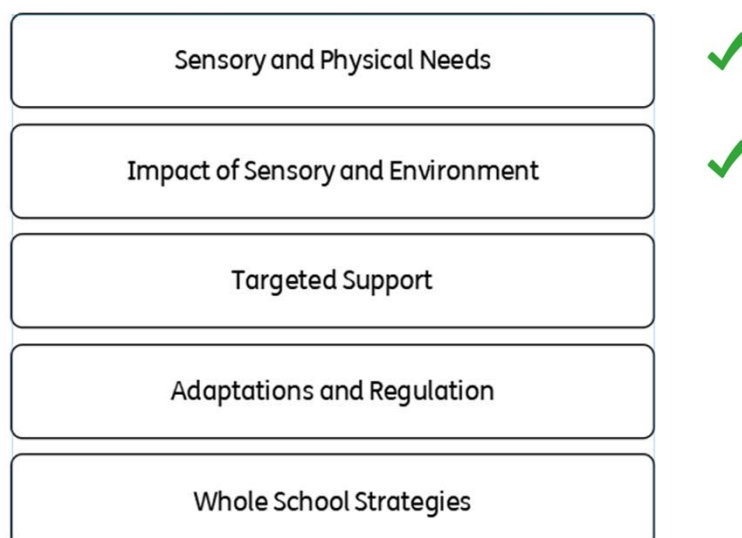 Sensory and Physical Needs
Impact of Sensory and Environment
Targeted Support
Adaptations and Regulation
Whole School Strategies